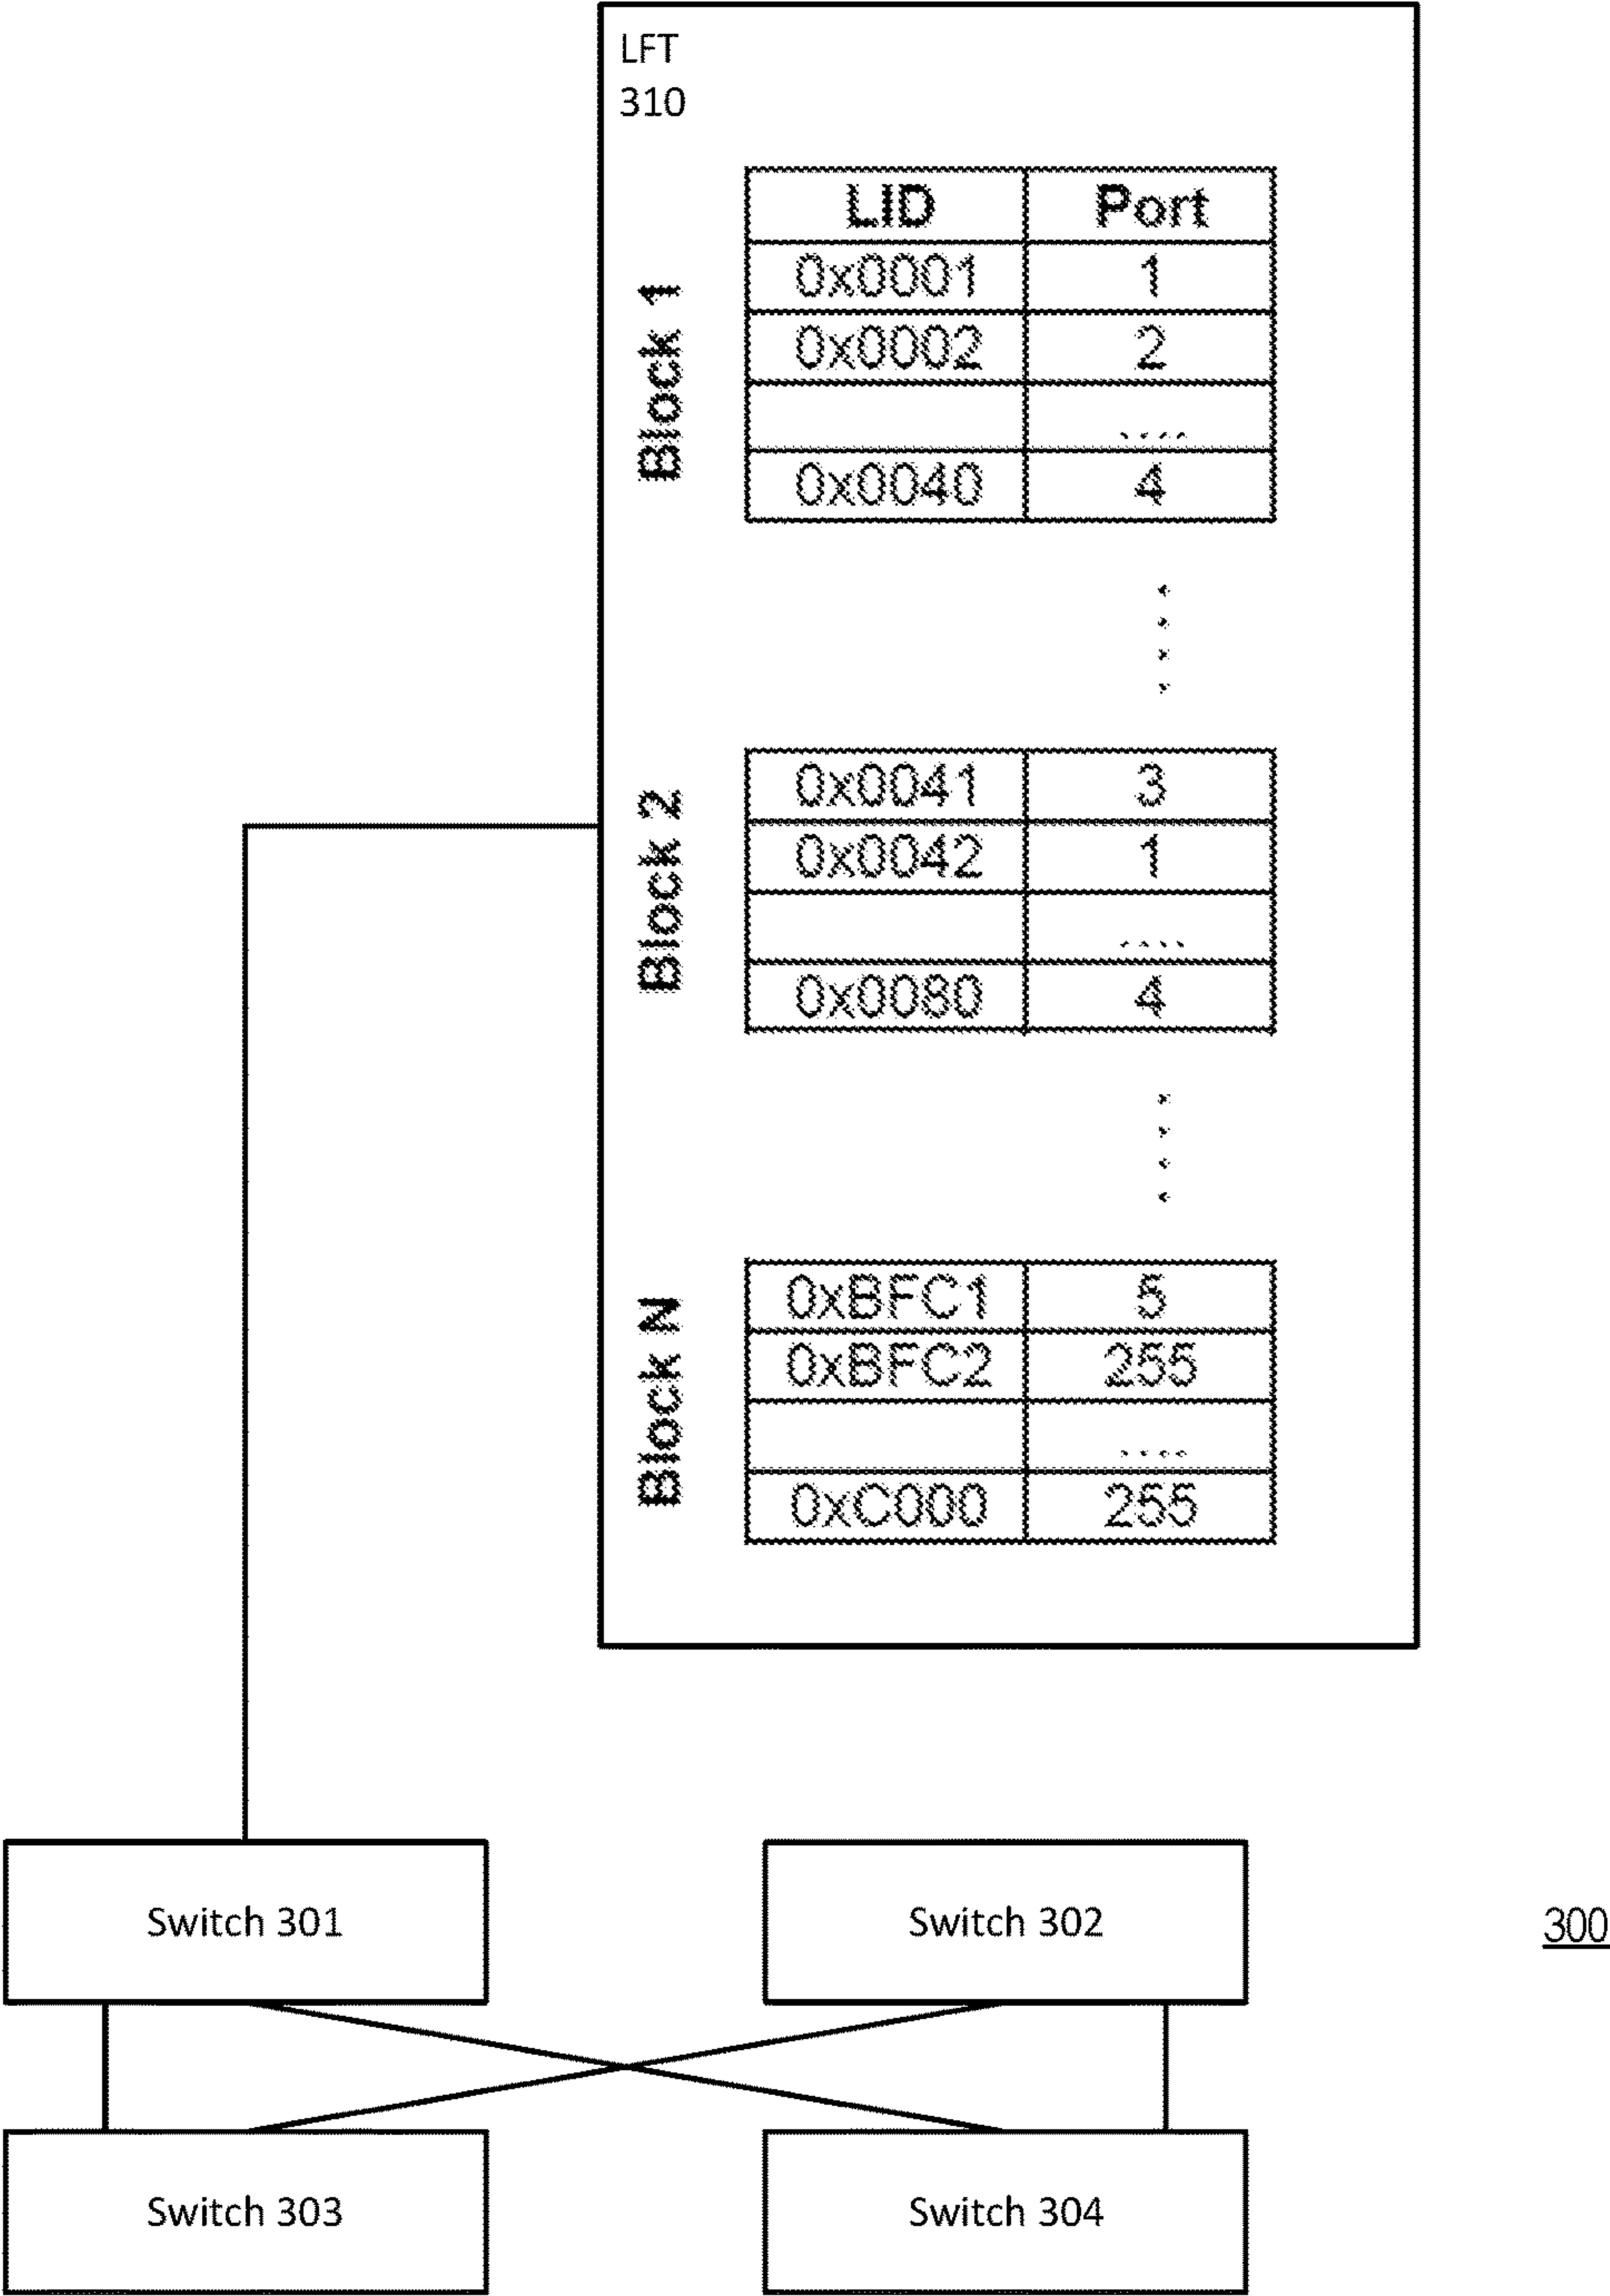 LFT
310
LID Port
Block 1
0x0001 1
0x0002 2
....
0x0040 4
Block 2
0x0041 3
0x0042 1
....
0x0080 4
Block N
0xBFC1 5
0xBFC2 255
....
0xC000 255
Switch 301 Switch 302
300
Switch 303 Switch 304